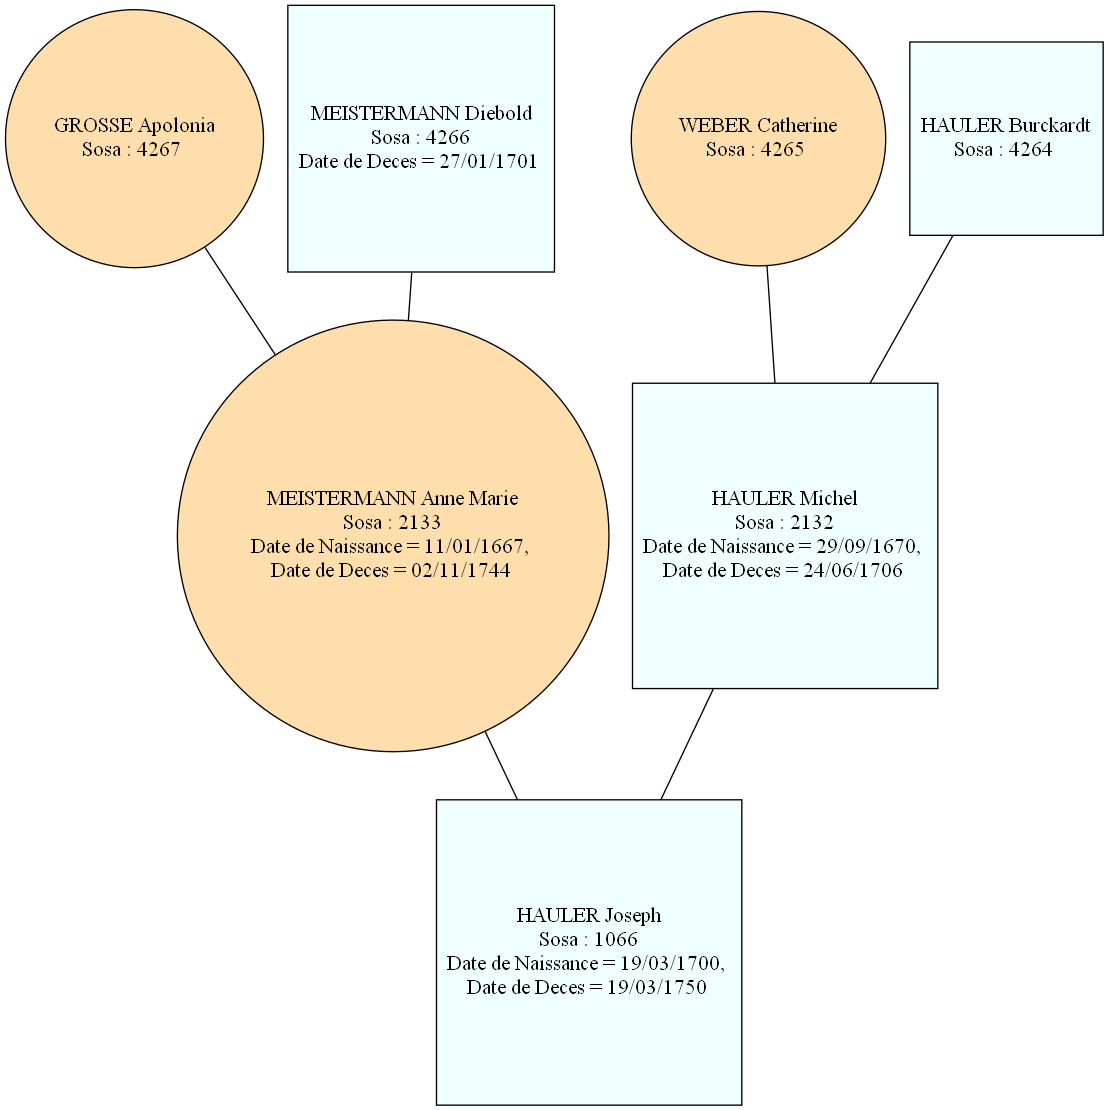 GROSSE Apolonia
Sosa : 4267
MEISTERMANN Diebold
Sosa : 4266
Date de Deces = 27/01/1701
WEBER Catherine
Sosa : 4265
HAULER Burckardt
Sosa : 4264
MEISTERMANN Anne Marie
Sosa : 2133
Date de Naissance = 11/01/1667,
Date de Deces = 02/11/1744
HAULER Michel
Sosa : 2132
Date de Naissance = 29/09/1670,
Date de Deces = 24/06/1706
HAULER Joseph
Sosa : 1066
Date de Naissance = 19/03/1700,
Date de Deces = 19/03/1750